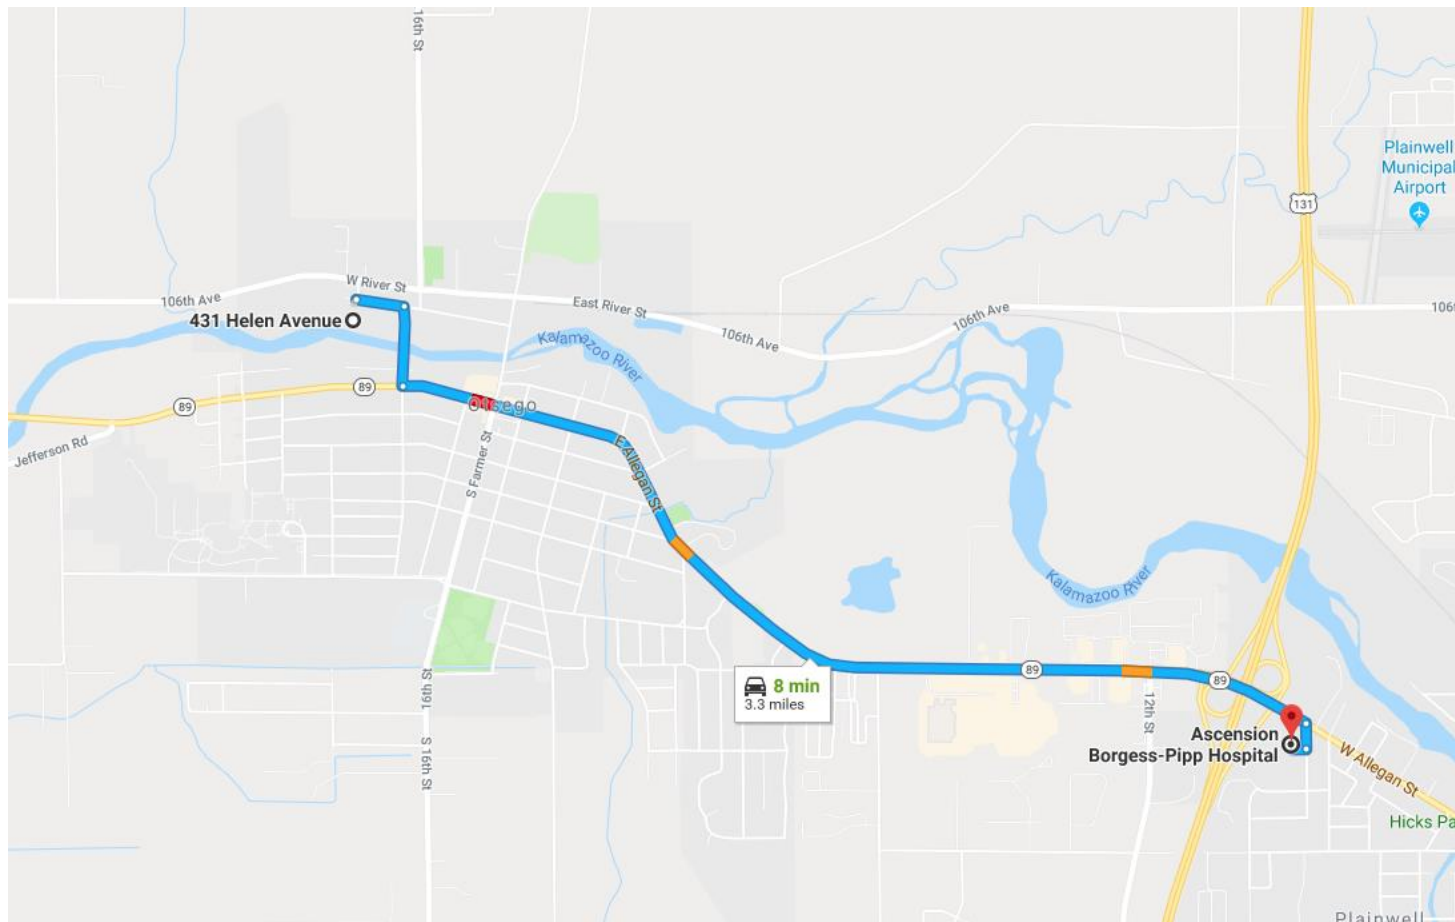 16th St
Plainwell
Municipal
Airport
131
W River St
106th Ave
East River St
106th Ave
106th Ave
106th
431 Helen Avenue
Kalamazoo
River
89
89
Otsego
Jefferson Rd
S Farmer St
E Allegan St
Kalamazoo River
8 min
3.3 miles
89
89
16th St
S 16th St
12th St
Ascension
Borgess-Pipp Hospital
W Allegan St
Hicks Pa
Plainwell